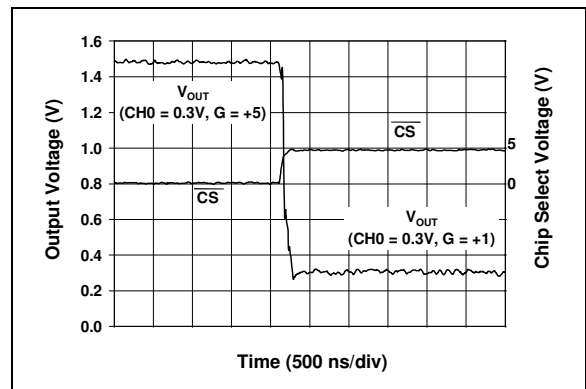 Output Voltage (V)
1.6
1.4
1.2
1.0
0.8
0.6
0.4
0.2
0.0
VOUT
(CH0 = 0.3V, G = +5)
CS
CS
VOUT
(CH0 = 0.3V, G = +1)
5
0
Chip Select Voltage (V)
Time (500 ns/div)